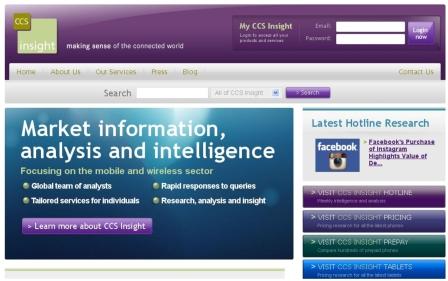 CCS
insight
making sense of the connected world
My CCS Insight
Login to access all your
products and services
Email:
Password:
Login
now
Home
About Us
Our Services
Press
Blog
Contact Us
Search
All of CCS Insight
> Search
Market information,
analysis and intelligence
Focusing on the mobile and wireless sector
Global team of analysts
Rapid responses to queries
Tailored services for individuals
Research, analysis and insight
> Learn more about CCS Insight
Latest Hotline Research
facebook
> Facebook's Purchase
of Instagram
Highlights Value of
De...
> VISIT CCS INSIGHT HOTLINE
Weekly intelligence and analysis
> VISIT CCS INSIGHT PRICING
Pricing research for all the latest phones
> VISIT CCS INSIGHT PREPAY
Compare hundreds of prepaid phones
> VISIT CCS INSIGHT TABLETS
Pricing research for all the latest tablets